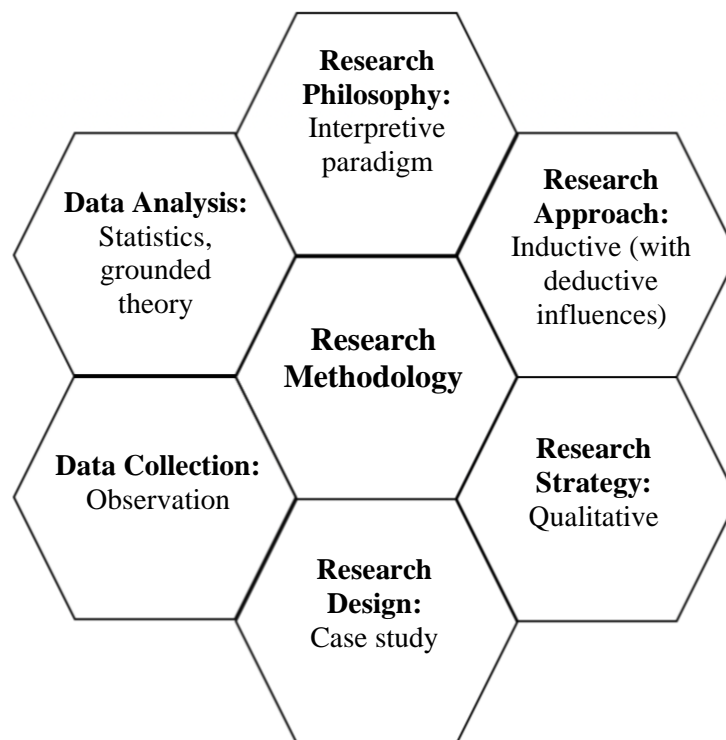 Research
Philosophy:
Interpretive
paradigm
Research
Approach:
Inductive (with
deductive
influences)
Research
Strategy:
Qualitative
Research
Design:
Case study
Data Collection:
Observation
Data Analysis:
Statistics,
grounded
theory
Research
Methodology